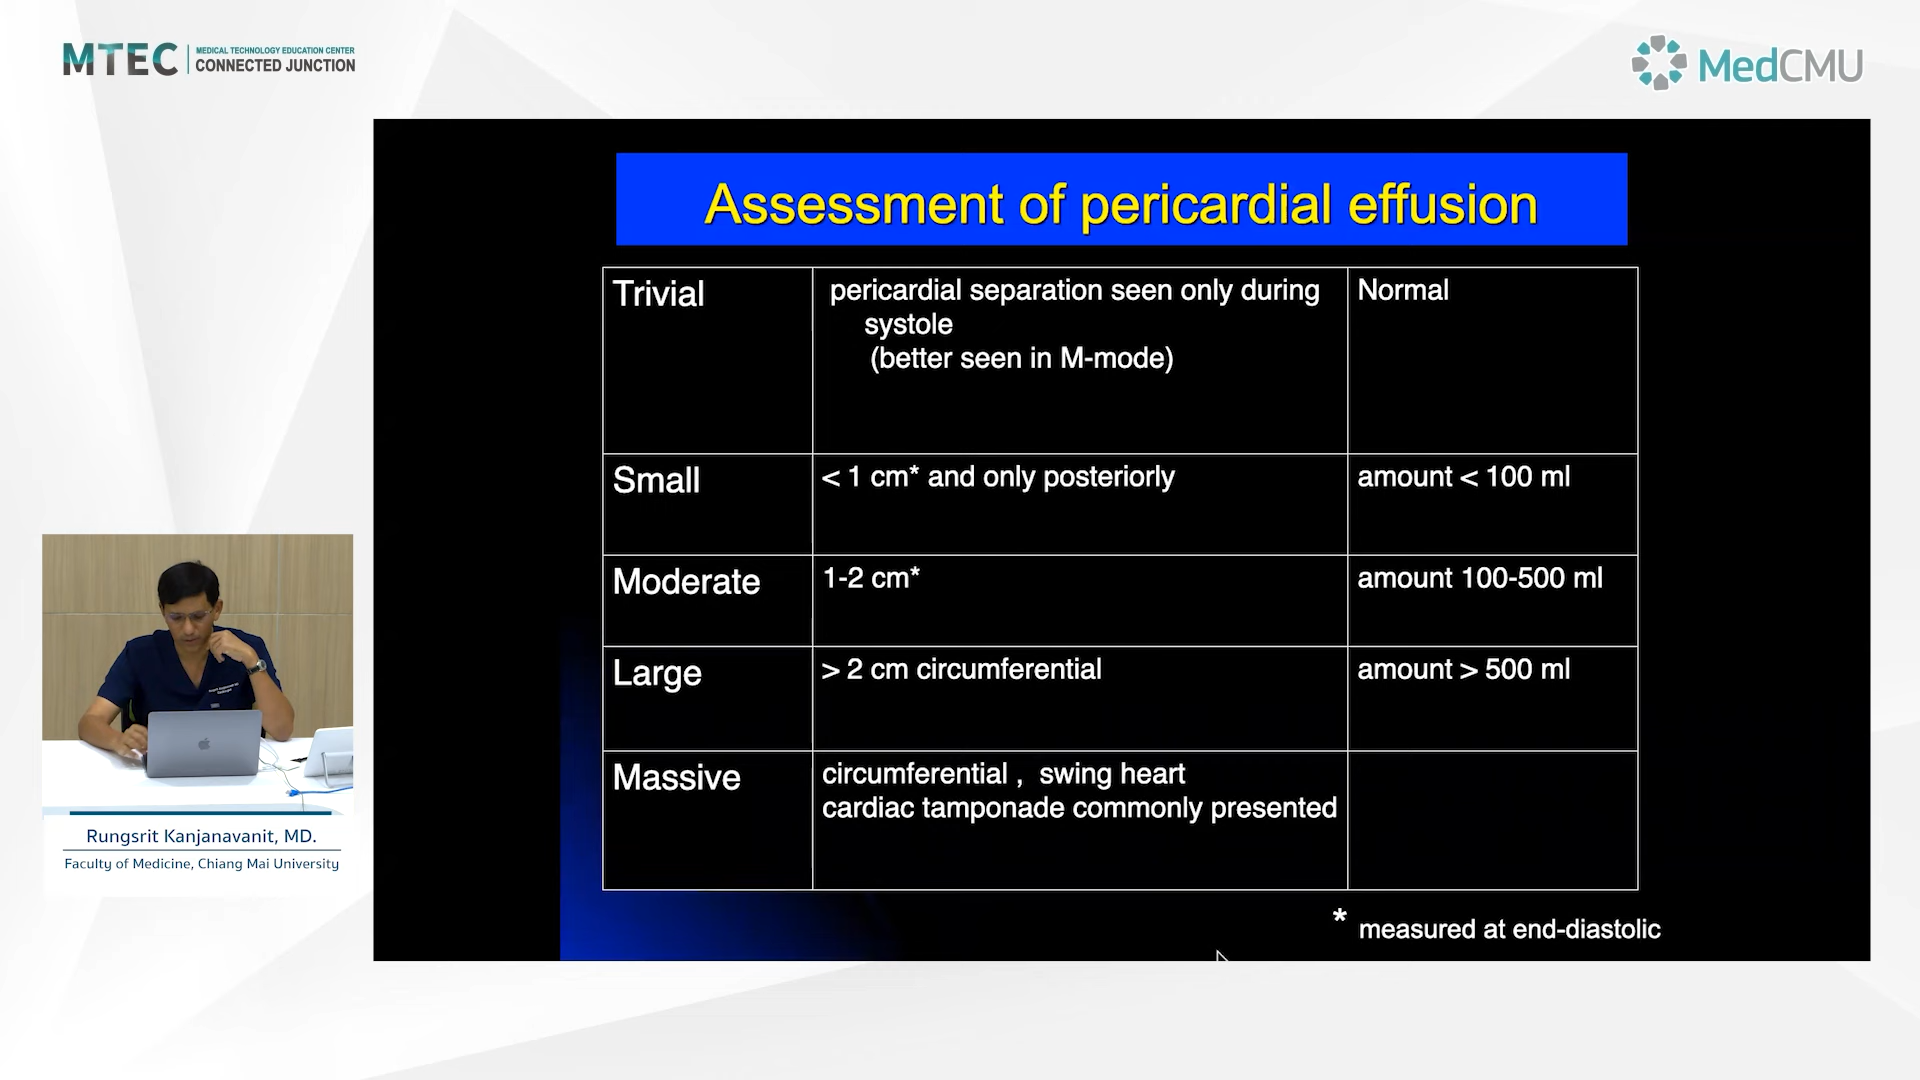 MTEC
MEDICAL TECHNOLOGY EDUCATION CENTER
CONNECTED JUNCTION
MedCMU
Assessment of pericardial effusion
Trivial
pericardial separation seen only during
systole
(better seen in M-mode)
Normal
Small
< 1 cm* and only posteriorly
amount < 100 ml
Moderate
1-2 cm*
amount 100-500 ml
Large
> 2 cm circumferential
amount > 500 ml
Massive
circumferential , swing heart
cardiac tamponade commonly presented
* measured at end-diastolic
Rungsrit Kanjanavanit, MD.
Faculty of Medicine, Chiang Mai University